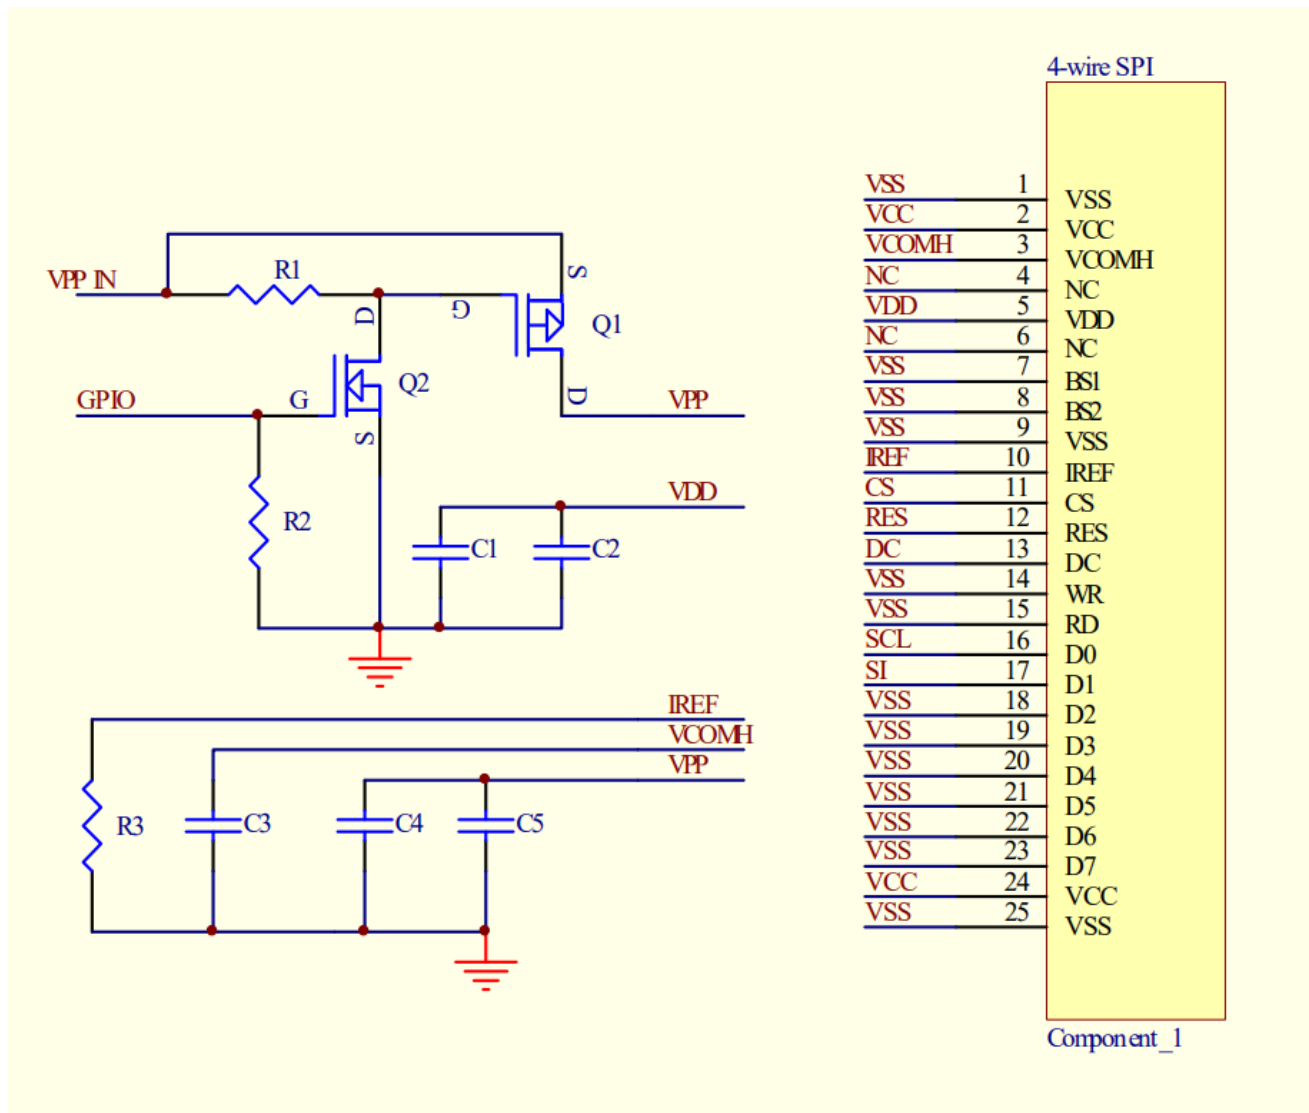 4-wire SPI
VPP IN
R1
S
G
D
Q1
Q2
GPIO
G
S
D
VPP
R2
VDD
C1
C2
IREF
VCOMH
VPP
R3
C3
C4
C5
VSS 1 VSS
VCC 2 VCC
VCOMH 3 VCOMH
NC 4 NC
VDD 5 VDD
NC 6 NC
VSS 7 BS1
VSS 8 BS2
VSS 9 VSS
IREF 10 IREF
CS 11 CS
RES 12 RES
DC 13 DC
VSS 14 WR
VSS 15 RD
SCL 16 D0
SI 17 D1
VSS 18 D2
VSS 19 D3
VSS 20 D4
VSS 21 D5
VSS 22 D6
VSS 23 D7
VCC 24 VCC
VSS 25 VSS
Component_1